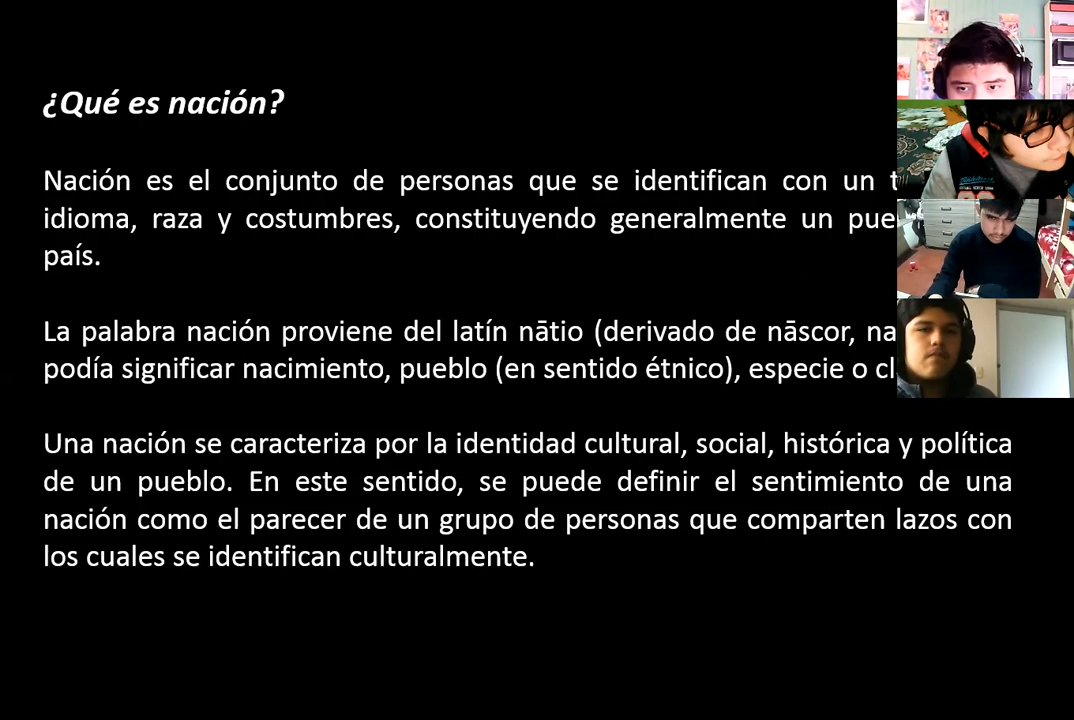 ¿Qué es nación?
Nación es el conjunto de personas que se identifican con un
idioma, raza y costumbres, constituyendo generalmente un
país.
La palabra nación proviene del latín nātio (derivado de nāscor,
podía significar nacimiento, pueblo (en sentido étnico), especie o
Una nación se caracteriza por la identidad cultural, social, histórica y política
de un pueblo. En este sentido, se puede definir el sentimiento de una
nación como el parecer de un grupo de personas que comparten lazos con
los cuales se identifican culturalmente.